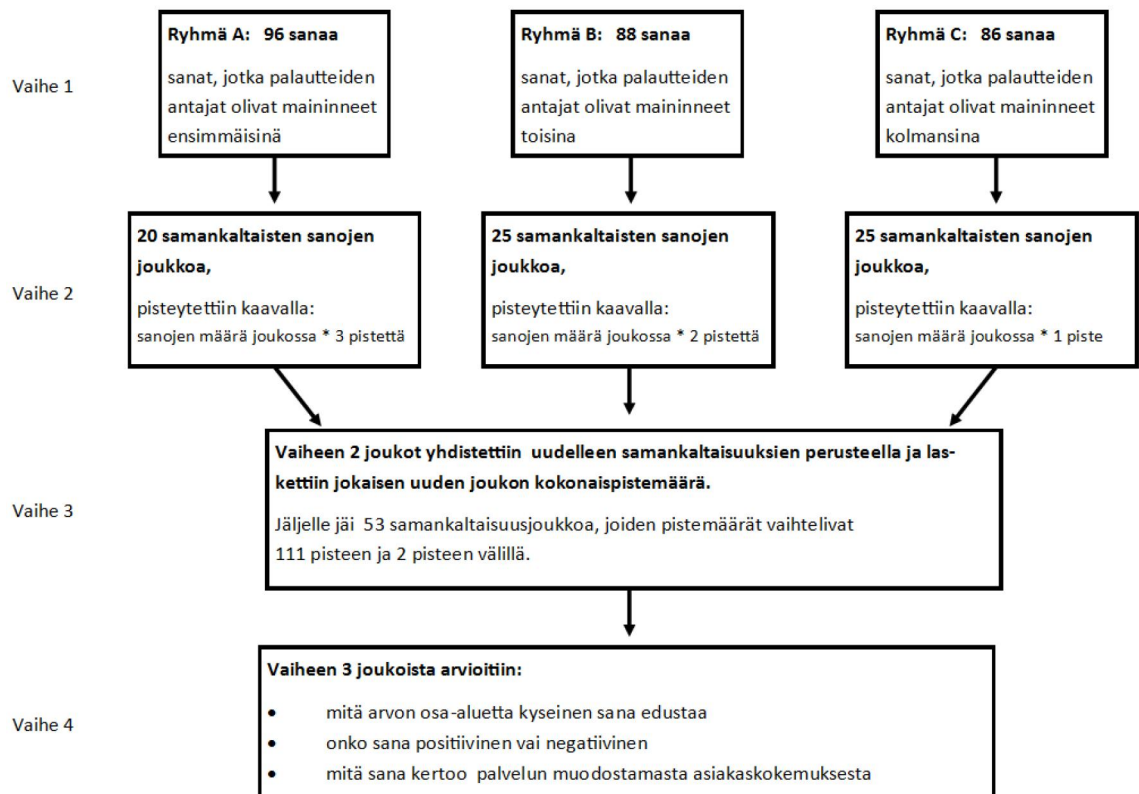 Vaihe 1
Ryhmä A: 96 sanaa
sanat, jotka palautteiden
antajat olivat maininneet
ensimmäisinä
Ryhmä B: 88 sanaa
sanat, jotka palautteiden
antajat olivat maininneet
toisina
Ryhmä C: 86 sanaa
sanat, jotka palautteiden
antajat olivat maininneet
kolmansina
Vaihe 2
20 samankaltaisten sanojen
joukkoa,
pisteytettiin kaavalla:
sanojen määrä joukossa * 3 pistettä
25 samankaltaisten sanojen
joukkoa,
pisteytettiin kaavalla:
sanojen määrä joukossa * 2 pistettä
25 samankaltaisten sanojen
joukkoa,
pisteytettiin kaavalla:
sanojen määrä joukossa * 1 piste
Vaihe 3
Vaiheen 2 joukot yhdistettiin uudelleen samankaltaisuuksien perusteella ja las-
kettiin jokaisen uuden joukon kokonaispistemäärä.
Jäljelle jäi 53 samankaltaisuusjoukkoa, joiden pistemäärät vaihtelivat
111 pisteen ja 2 pisteen välillä.
Vaihe 4
Vaiheen 3 joukoista arvioitiin:
• mitä arvon osa-aluetta kyseinen sana edustaa
• onko sana positiivinen vai negatiivinen
• mitä sana kertoo palvelun muodostamasta asiakaskokemuksesta